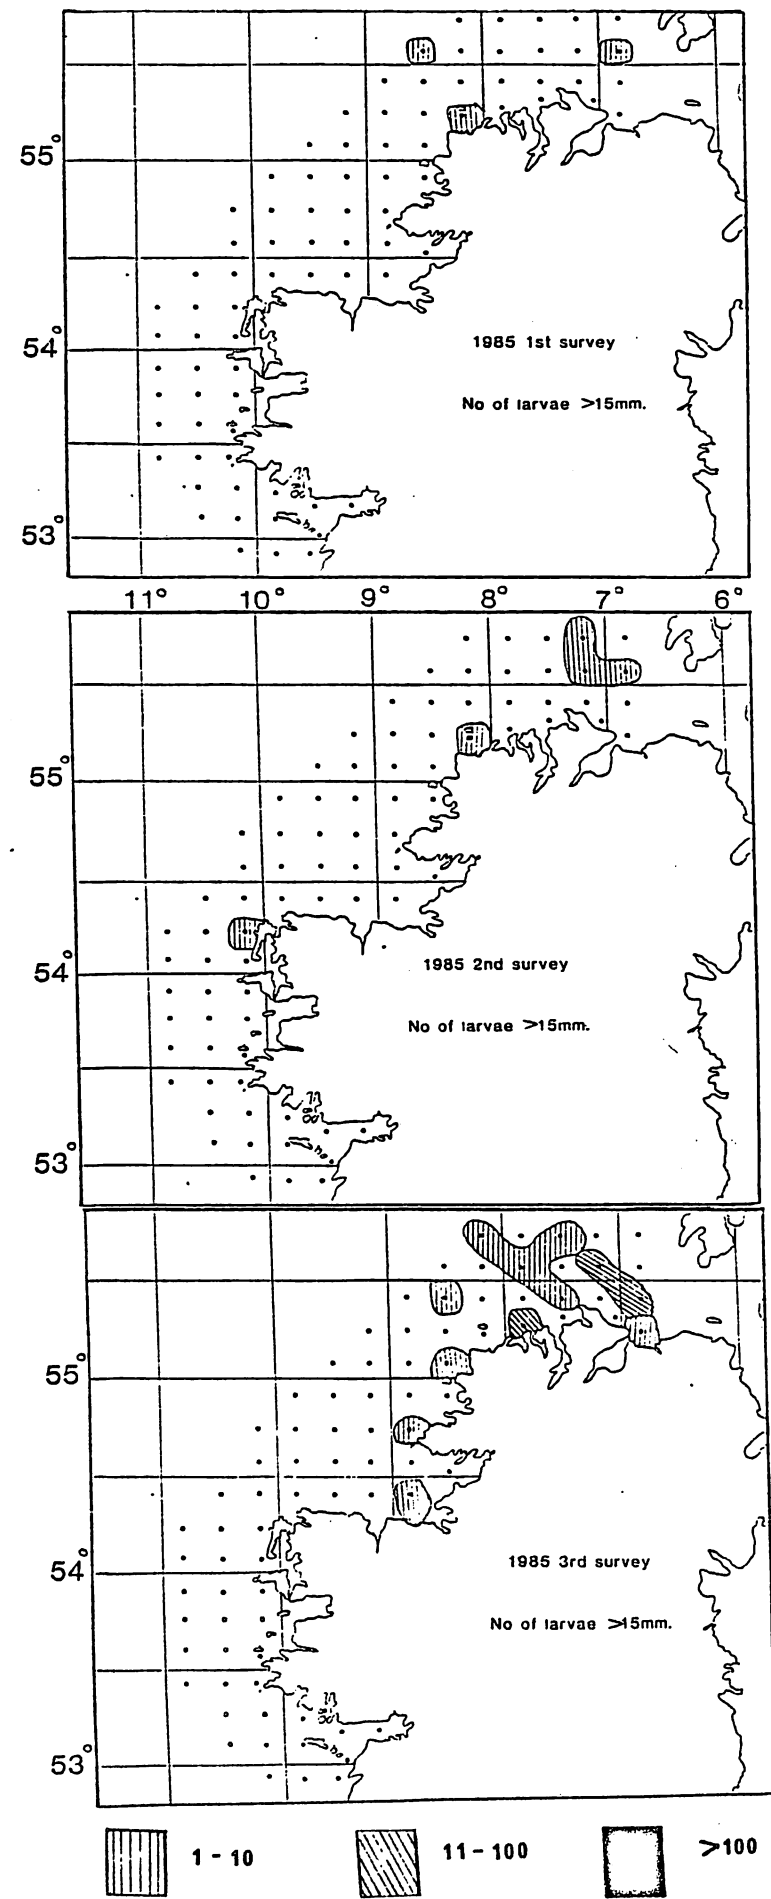 55°
54°
53°
1985 1st survey
No of larvae >15mm.
11° 10° 9° 8° 7° 6°
55°
54°
53°
1985 2nd survey
No of larvae >15mm.
55°
54°
53°
1985 3rd survey
No of larvae >15mm.
1 - 10 11 - 100 >100